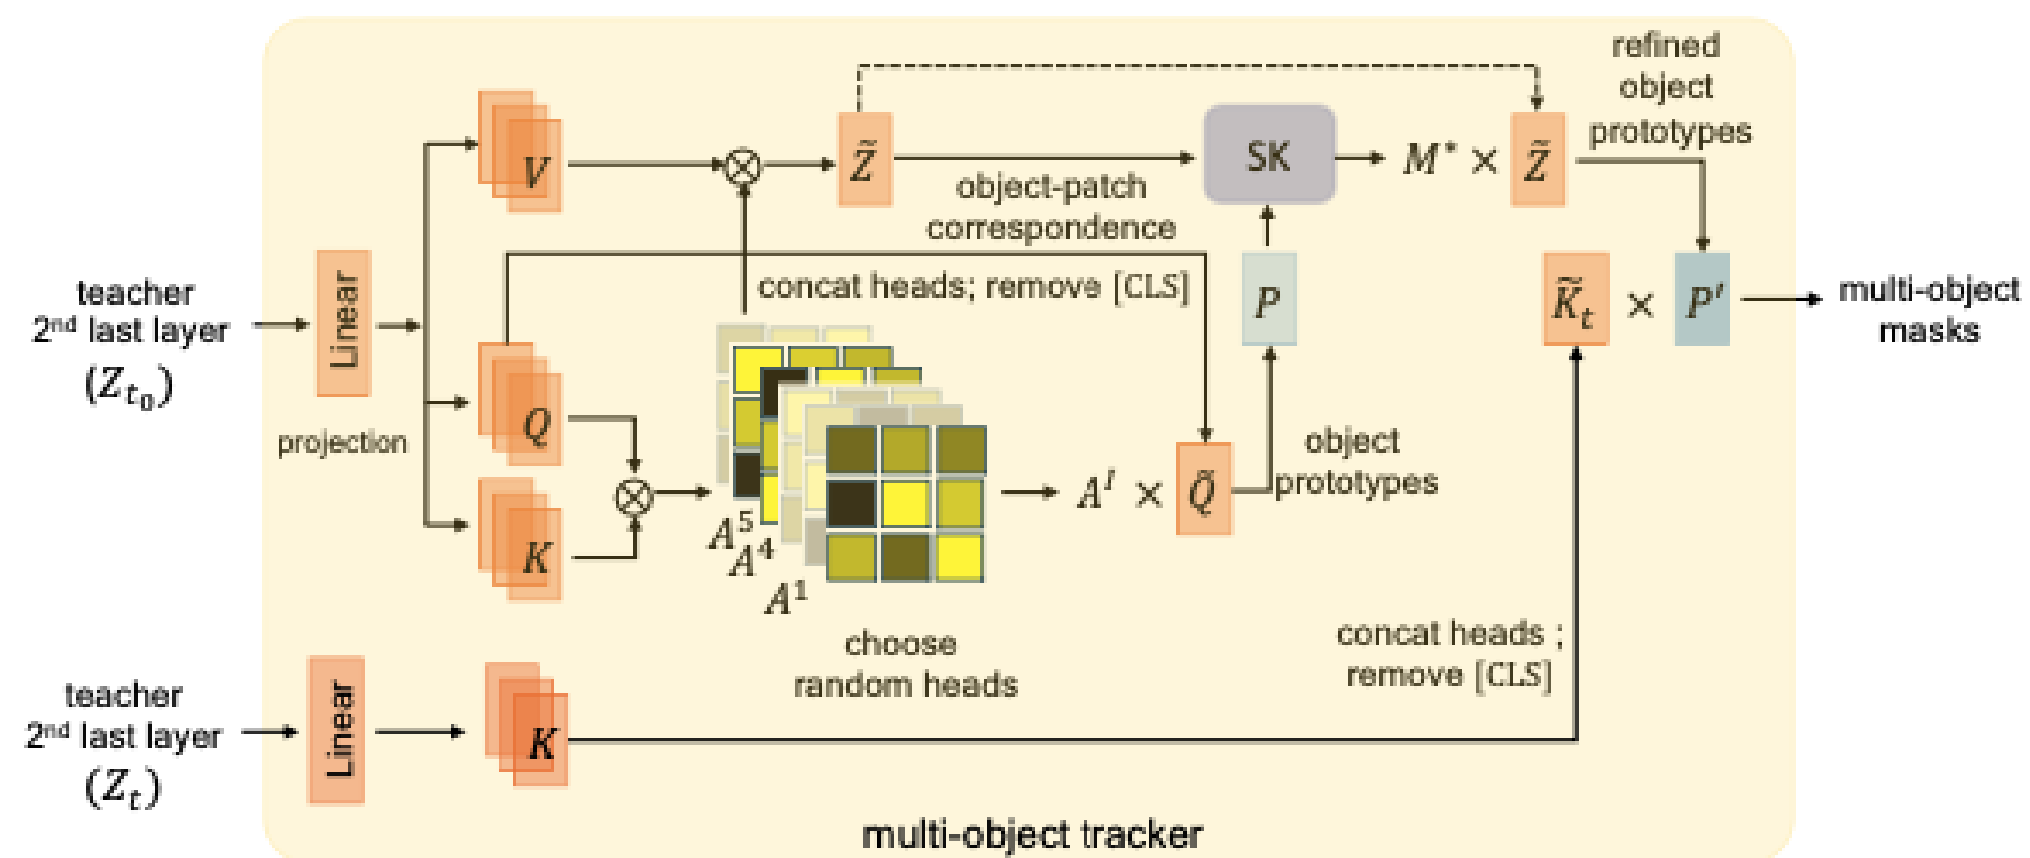 refined
object
prototypes
V
Z̃
SK
M* × Z̃
object-patch
correspondence
concat heads; remove [CLS]
teacher
2nd last layer
(Z_{t_0})
Linear
P
K̃_t × P′
multi-object
masks
projection
Q
K
A^5
A^4
A^1
A^I × Q̃
object
prototypes
choose
random heads
concat heads ;
remove [CLS]
teacher
2nd last layer
(Z_t)
Linear
K
multi-object tracker